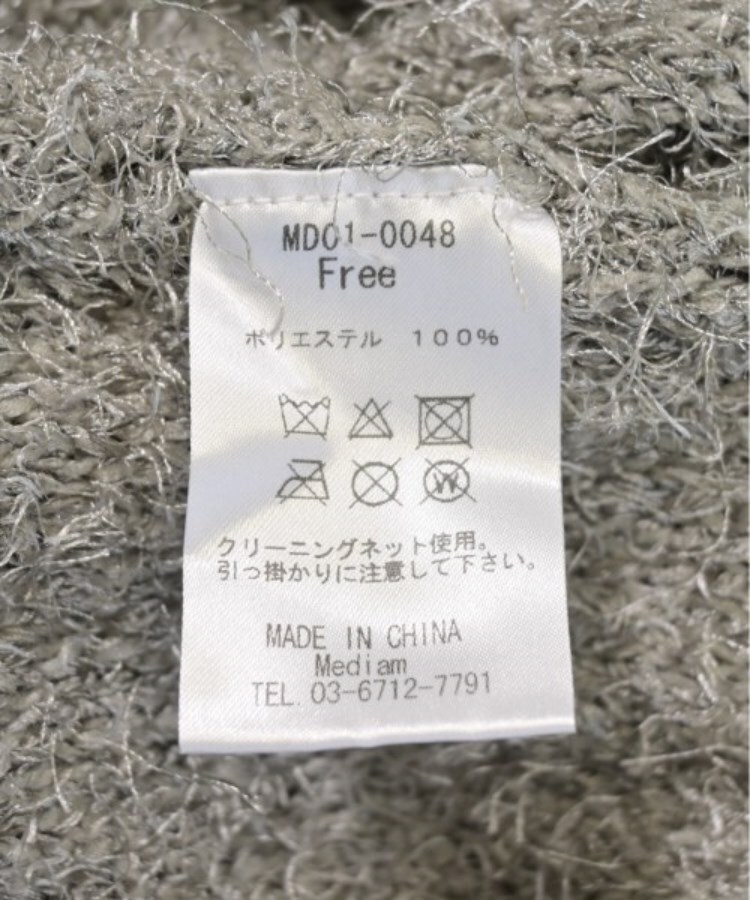 MD01-0048
Free
ポリエステル　１００％
W
クリーニングネット使用。
引っ掛かりに注意して下さい。
MADE IN CHINA
Mediam
TEL. 03-6712-7791